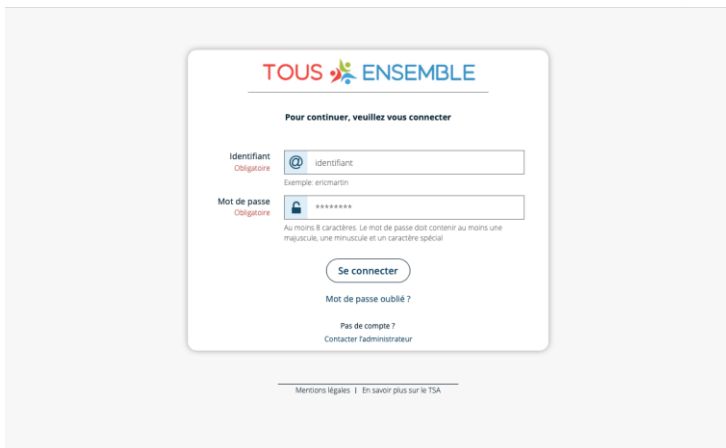 TOUS ENSEMBLE
Pour continuer, veuillez vous connecter
Identifiant
Obligatoire
@ identifiant
Exemple: ericmartin
Mot de passe
Obligatoire
********
Au moins 8 caractères. Le mot de passe doit contenir au moins une
majuscule, une minuscule et un caractère spécial
Se connecter
Mot de passe oublié ?
Pas de compte ?
Contacter l'administrateur
Mentions légales | En savoir plus sur le TSA